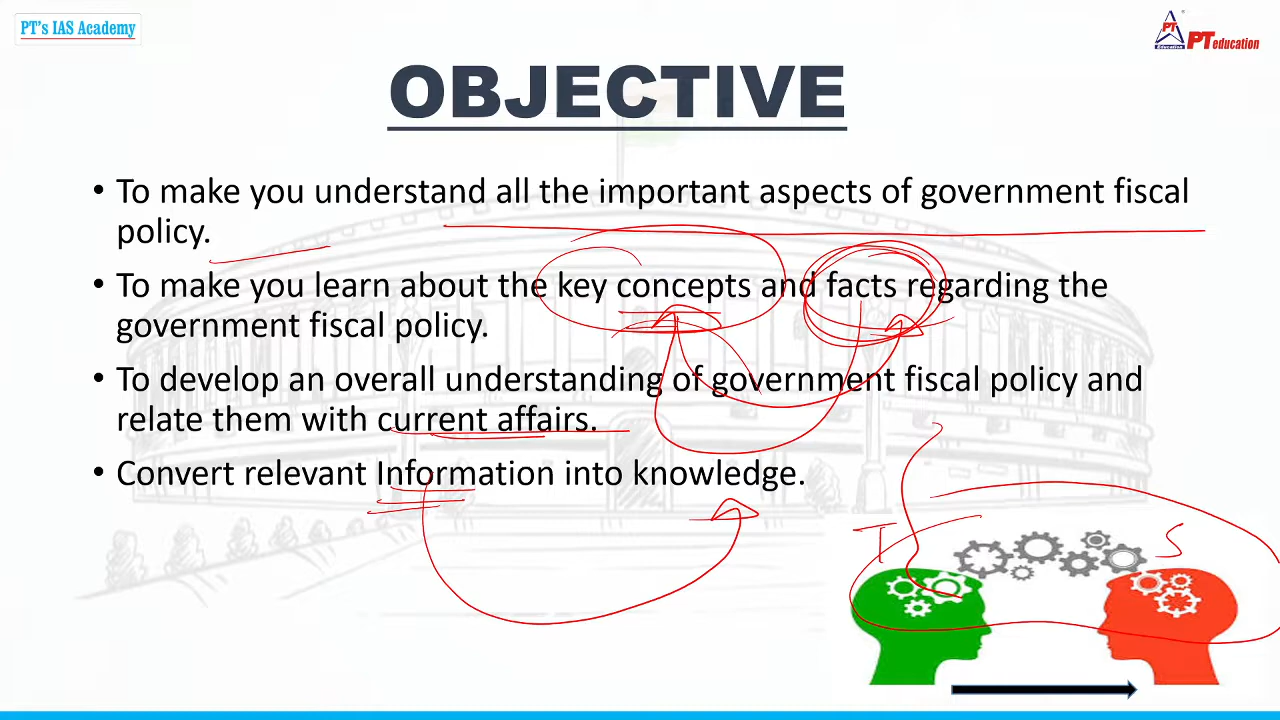 PT's IAS Academy
PT
Education
PT education
OBJECTIVE
• To make you understand all the important aspects of government fiscal
policy.
• To make you learn about the key concepts and facts regarding the
government fiscal policy.
• To develop an overall understanding of government fiscal policy and
relate them with current affairs.
• Convert relevant Information into knowledge.
T
S